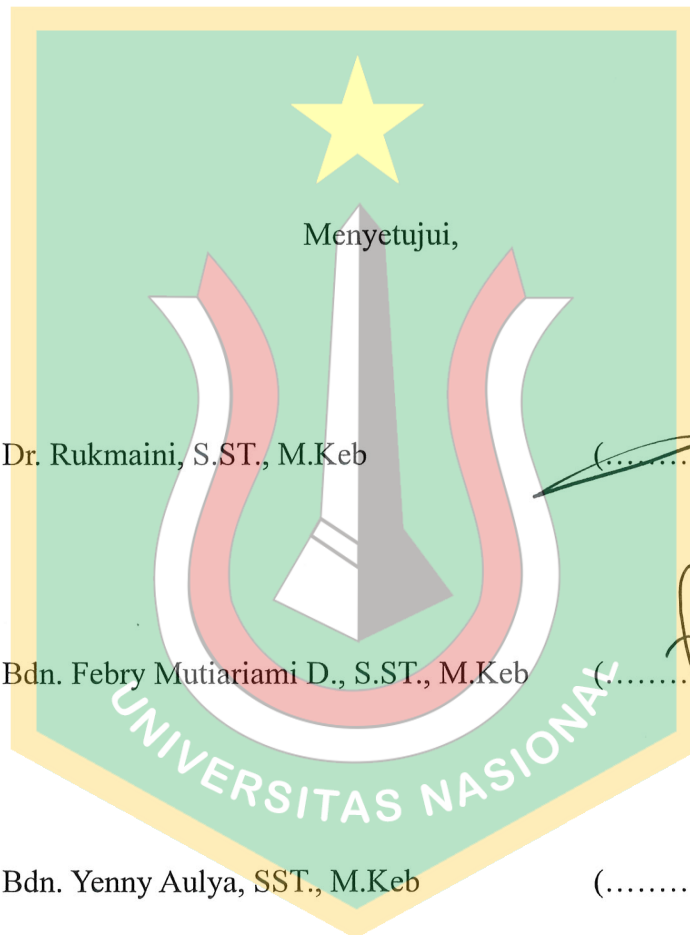 Menyetujui,
Dr. Rukmaini, S.ST., M.Keb (.........
Bdn. Febry Mutiariami D., S.ST., M.Keb (.........
UNIVERSITAS NASIONAL
Bdn. Yenny Aulya, SST., M.Keb (.........